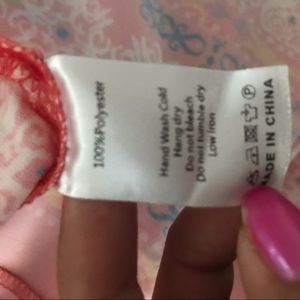 100%Polyester
Hand Wash Cold
Hang dry
Do not bleach
Do not tumble dry
Low iron
MADE IN CHINA